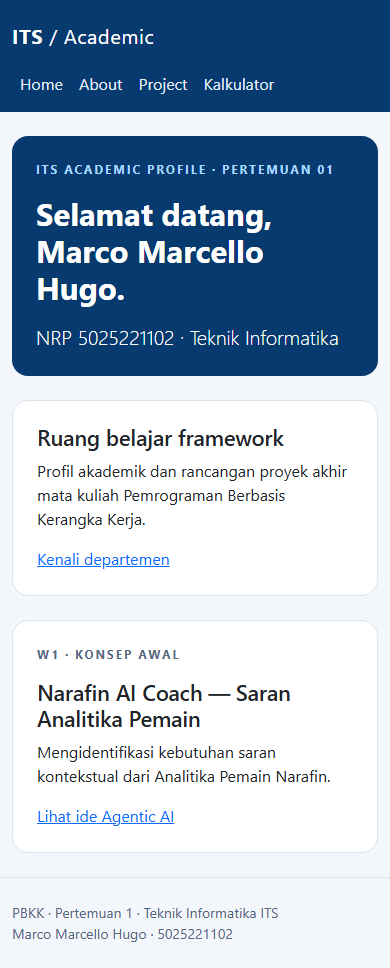 ITS / Academic
Home About Project Kalkulator
ITS ACADEMIC PROFILE · PERTEMUAN 01
Selamat datang,
Marco Marcello
Hugo.
NRP 5025221102 · Teknik Informatika
Ruang belajar framework
Profil akademik dan rancangan proyek akhir
mata kuliah Pemrograman Berbasis
Kerangka Kerja.
Kenali departemen
W1 · KONSEP AWAL
Narafin AI Coach — Saran
Analitika Pemain
Mengidentifikasi kebutuhan saran
kontekstual dari Analitika Pemain Narafin.
Lihat ide Agentic AI
PBKK · Pertemuan 1 · Teknik Informatika ITS
Marco Marcello Hugo · 5025221102